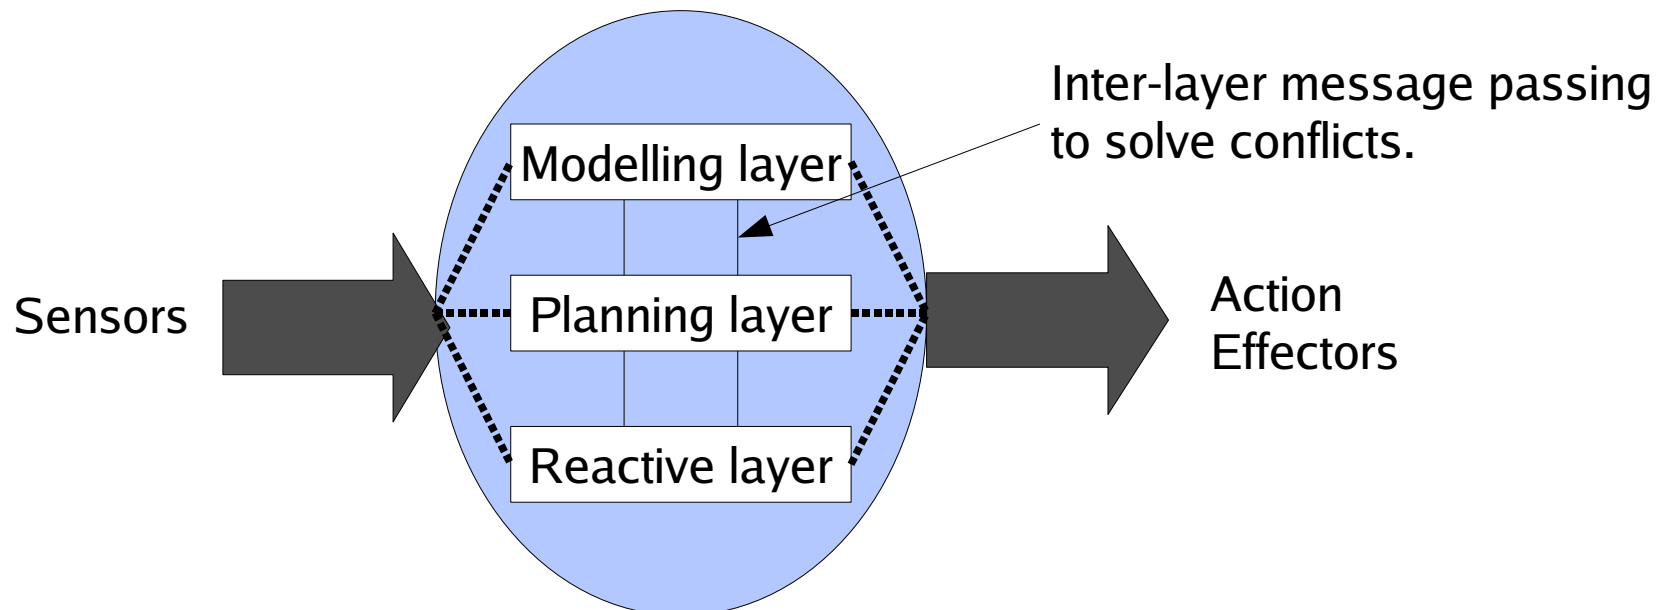 Inter-layer message passing
to solve conflicts.
Modelling layer
Sensors
Planning layer
Action
Effectors
Reactive layer